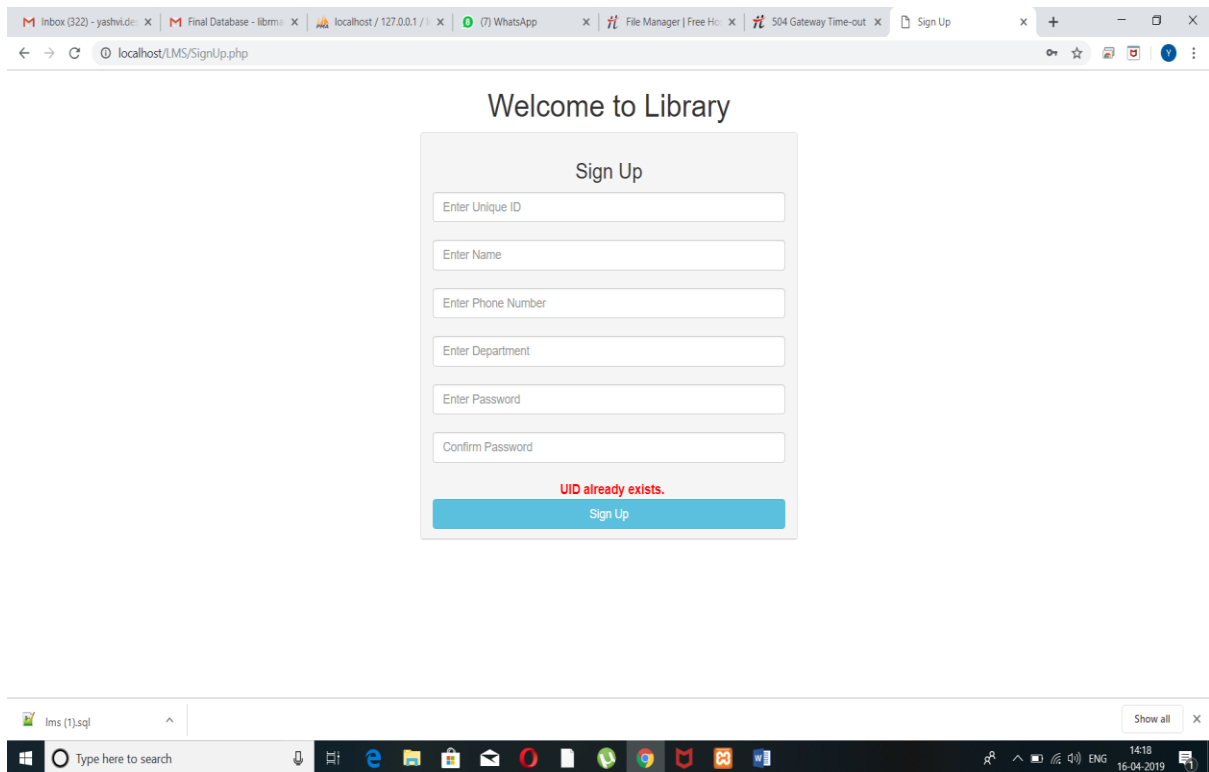 Inbox (322) - yashvi.de
Final Database - librma
localhost / 127.0.0.1 /
(7) WhatsApp
File Manager | Free Ho
504 Gateway Time-out
Sign Up
localhost/LMS/SignUp.php
Y
Welcome to Library
Sign Up
Enter Unique ID
Enter Name
Enter Phone Number
Enter Department
Enter Password
Confirm Password
UID already exists.
Sign Up
lms (1).sql
Show all
Type here to search
ENG
14:18
16-04-2019